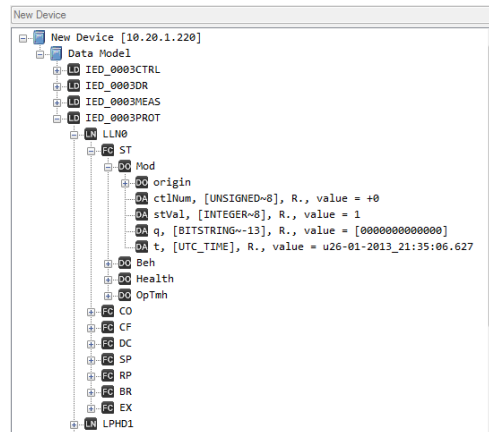 New Device
New Device [10.20.1.220]
Data Model
LD IED_0003CTRL
LD IED_0003DR
LD IED_0003MEAS
LD IED_0003PROT
LN LLN0
FC ST
DO Mod
DO origin
DA ctlNum, [UNSIGNED~8], R., value = +0
DA stVal, [INTEGER~8], R., value = 1
DA q, [BITSTRING~-13], R., value = [0000000000000]
DA t, [UTC_TIME], R., value = u26-01-2013_21:35:06.627
DO Beh
DO Health
DO OpTmh
FC CO
FC CF
FC DC
FC SP
FC RP
FC BR
FC EX
LN LPHD1